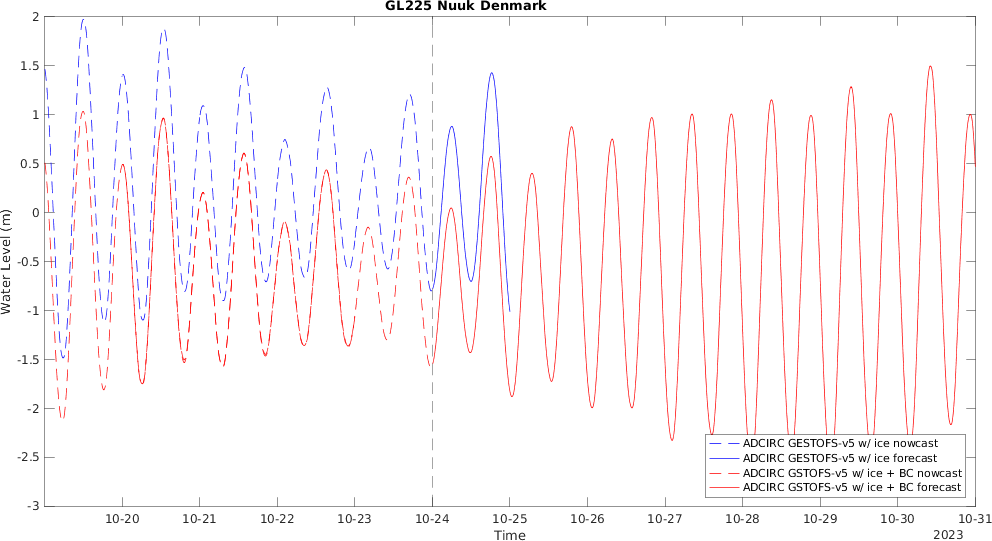 GL225 Nuuk Denmark
2
1.5
1
0.5
0
-0.5
-1
-1.5
-2
-2.5
-3
Water Level (m)
ADCIRC GESTOFS-v5 w/ ice nowcast
ADCIRC GESTOFS-v5 w/ ice forecast
ADCIRC GSTOFS-v5 w/ ice + BC nowcast
ADCIRC GSTOFS-v5 w/ ice + BC forecast
10-20 10-21 10-22 10-23 10-24 10-25 10-26 10-27 10-28 10-29 10-30 10-31
Time
2023